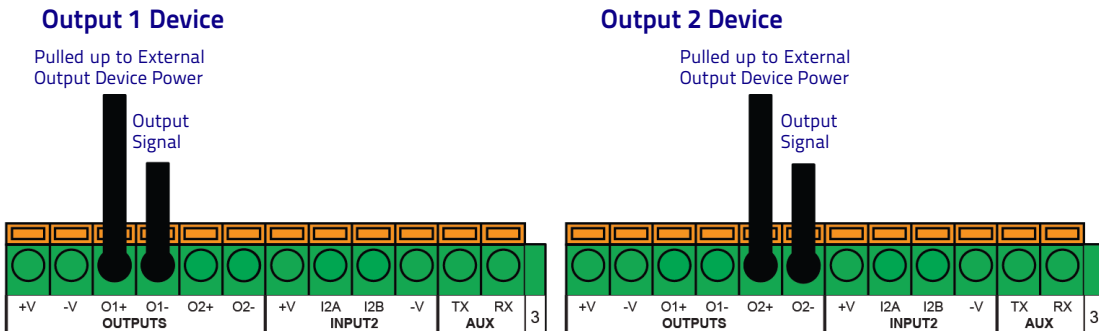 Output 1 Device
Pulled up to External
Output Device Power
Output
Signal
+V -V O1+ O1- O2+ O2- +V I2A I2B -V TX RX
OUTPUTS INPUT2 AUX 3
Output 2 Device
Pulled up to External
Output Device Power
Output
Signal
+V -V O1+ O1- O2+ O2- +V I2A I2B -V TX RX
OUTPUTS INPUT2 AUX 3